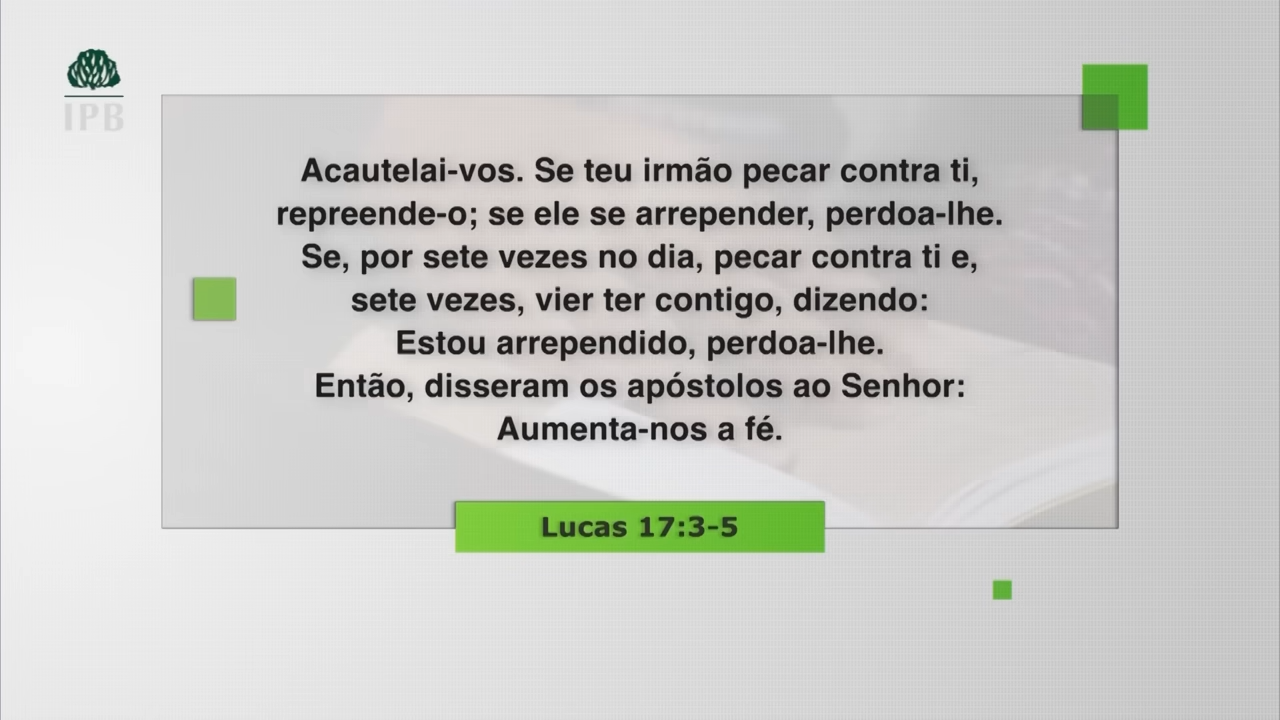 IPB
Acautelai-vos. Se teu irmão pecar contra ti,
repreende-o; se ele se arrepender, perdoa-lhe.
Se, por sete vezes no dia, pecar contra ti e,
sete vezes, vier ter contigo, dizendo:
Estou arrependido, perdoa-lhe.
Então, disseram os apóstolos ao Senhor:
Aumenta-nos a fé.
Lucas 17:3-5